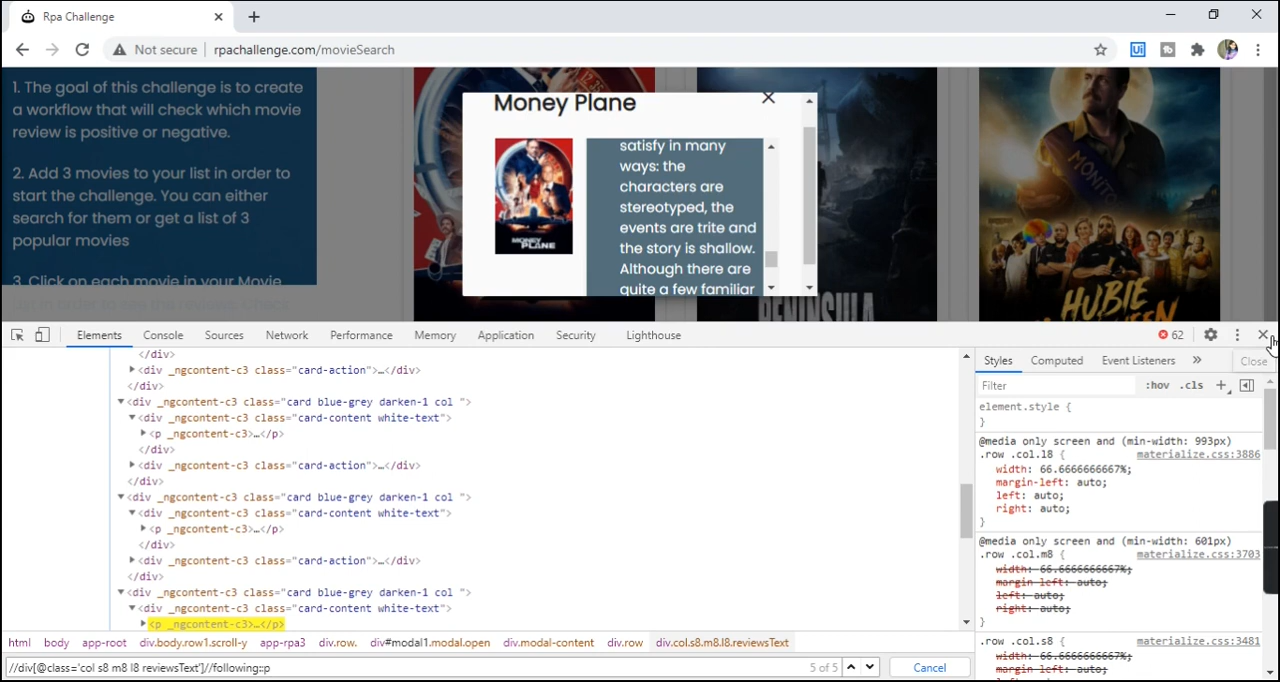 Rpa Challenge
Not secure
rpachallenge.com/movieSearch
Ui
1. The goal of this challenge is to create
a workflow that will check which movie
review is positive or negative.
2. Add 3 movies to your list in order to
start the challenge. You can either
search for them or get a list of 3
popular movies
3. Click on each movie in your Movie
Money Plane
satisfy in many
ways: the
characters are
stereotyped, the
events are trite and
the story is shallow.
Although there are
quite a few familiar
MONEY
PLANE
MONITOR
PENINSULA
HUBIE
Elements
Console
Sources
Network
Performance
Memory
Application
Security
Lighthouse
62
</div>
<div _ngcontent-c3 class="card-action">…</div>
</div>
<div _ngcontent-c3 class="card blue-grey darken-1 col ">
<div _ngcontent-c3 class="card-content white-text">
<p _ngcontent-c3>…</p>
</div>
<div _ngcontent-c3 class="card-action">…</div>
</div>
<div _ngcontent-c3 class="card blue-grey darken-1 col ">
<div _ngcontent-c3 class="card-content white-text">
<p _ngcontent-c3>…</p>
</div>
<div _ngcontent-c3 class="card-action">…</div>
</div>
<div _ngcontent-c3 class="card blue-grey darken-1 col ">
<div _ngcontent-c3 class="card-content white-text">
<p _ngcontent-c3>…</p>
Styles
Computed
Event Listeners
»
Close
Filter
:hov .cls +
element.style {
}
@media only screen and (min-width: 993px)
.row .col.l8 { materialize.css:3886
width: 66.6666666667%;
margin-left: auto;
left: auto;
right: auto;
}
@media only screen and (min-width: 601px)
.row .col.m8 { materialize.css:3703
width: 66.6666666667%;
margin-left: auto;
left: auto;
right: auto;
}
.row .col.s8 { materialize.css:3481
width: 66.6666666667%;
margin-left: auto;
html body app-root div.body.row1.scroll-y app-rpa3 div.row. div#modal1.modal.open div.modal-content div.row div.col.s8.m8.l8.reviewsText
//div[@class='col s8 m8 l8 reviewsText']//following::p
5 of 5
Cancel